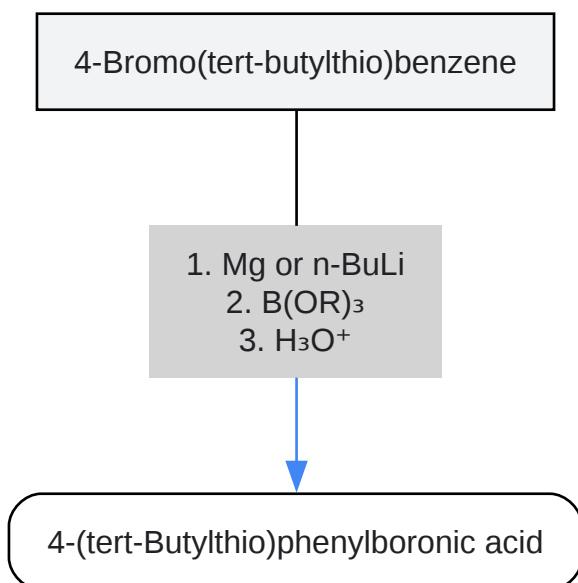 4-Bromo(tert-butylthio)benzene
1. Mg or n-BuLi
2. B(OR)₃
3. H₃O⁺
4-(tert-Butylthio)phenylboronic acid